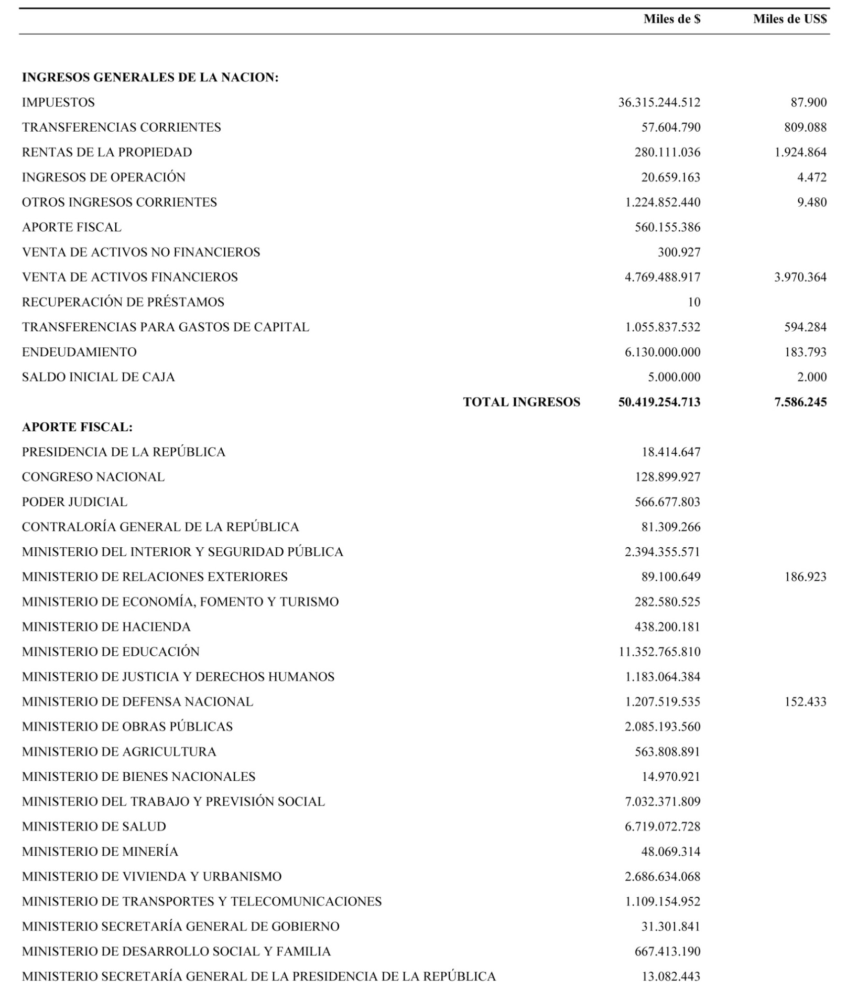 Miles de $ Miles de US$
INGRESOS GENERALES DE LA NACION:
IMPUESTOS 36.315.244.512 87.900
TRANSFERENCIAS CORRIENTES 57.604.790 809.088
RENTAS DE LA PROPIEDAD 280.111.036 1.924.864
INGRESOS DE OPERACIÓN 20.659.163 4.472
OTROS INGRESOS CORRIENTES 1.224.852.440 9.480
APORTE FISCAL 560.155.386
VENTA DE ACTIVOS NO FINANCIEROS 300.927
VENTA DE ACTIVOS FINANCIEROS 4.769.488.917 3.970.364
RECUPERACIÓN DE PRÉSTAMOS 10
TRANSFERENCIAS PARA GASTOS DE CAPITAL 1.055.837.532 594.284
ENDEUDAMIENTO 6.130.000.000 183.793
SALDO INICIAL DE CAJA 5.000.000 2.000
TOTAL INGRESOS 50.419.254.713 7.586.245
APORTE FISCAL:
PRESIDENCIA DE LA REPÚBLICA 18.414.647
CONGRESO NACIONAL 128.899.927
PODER JUDICIAL 566.677.803
CONTRALORÍA GENERAL DE LA REPÚBLICA 81.309.266
MINISTERIO DEL INTERIOR Y SEGURIDAD PÚBLICA 2.394.355.571
MINISTERIO DE RELACIONES EXTERIORES 89.100.649 186.923
MINISTERIO DE ECONOMÍA, FOMENTO Y TURISMO 282.580.525
MINISTERIO DE HACIENDA 438.200.181
MINISTERIO DE EDUCACIÓN 11.352.765.810
MINISTERIO DE JUSTICIA Y DERECHOS HUMANOS 1.183.064.384
MINISTERIO DE DEFENSA NACIONAL 1.207.519.535 152.433
MINISTERIO DE OBRAS PÚBLICAS 2.085.193.560
MINISTERIO DE AGRICULTURA 563.808.891
MINISTERIO DE BIENES NACIONALES 14.970.921
MINISTERIO DEL TRABAJO Y PREVISIÓN SOCIAL 7.032.371.809
MINISTERIO DE SALUD 6.719.072.728
MINISTERIO DE MINERÍA 48.069.314
MINISTERIO DE VIVIENDA Y URBANISMO 2.686.634.068
MINISTERIO DE TRANSPORTES Y TELECOMUNICACIONES 1.109.154.952
MINISTERIO SECRETARÍA GENERAL DE GOBIERNO 31.301.841
MINISTERIO DE DESARROLLO SOCIAL Y FAMILIA 667.413.190
MINISTERIO SECRETARÍA GENERAL DE LA PRESIDENCIA DE LA REPÚBLICA 13.082.443